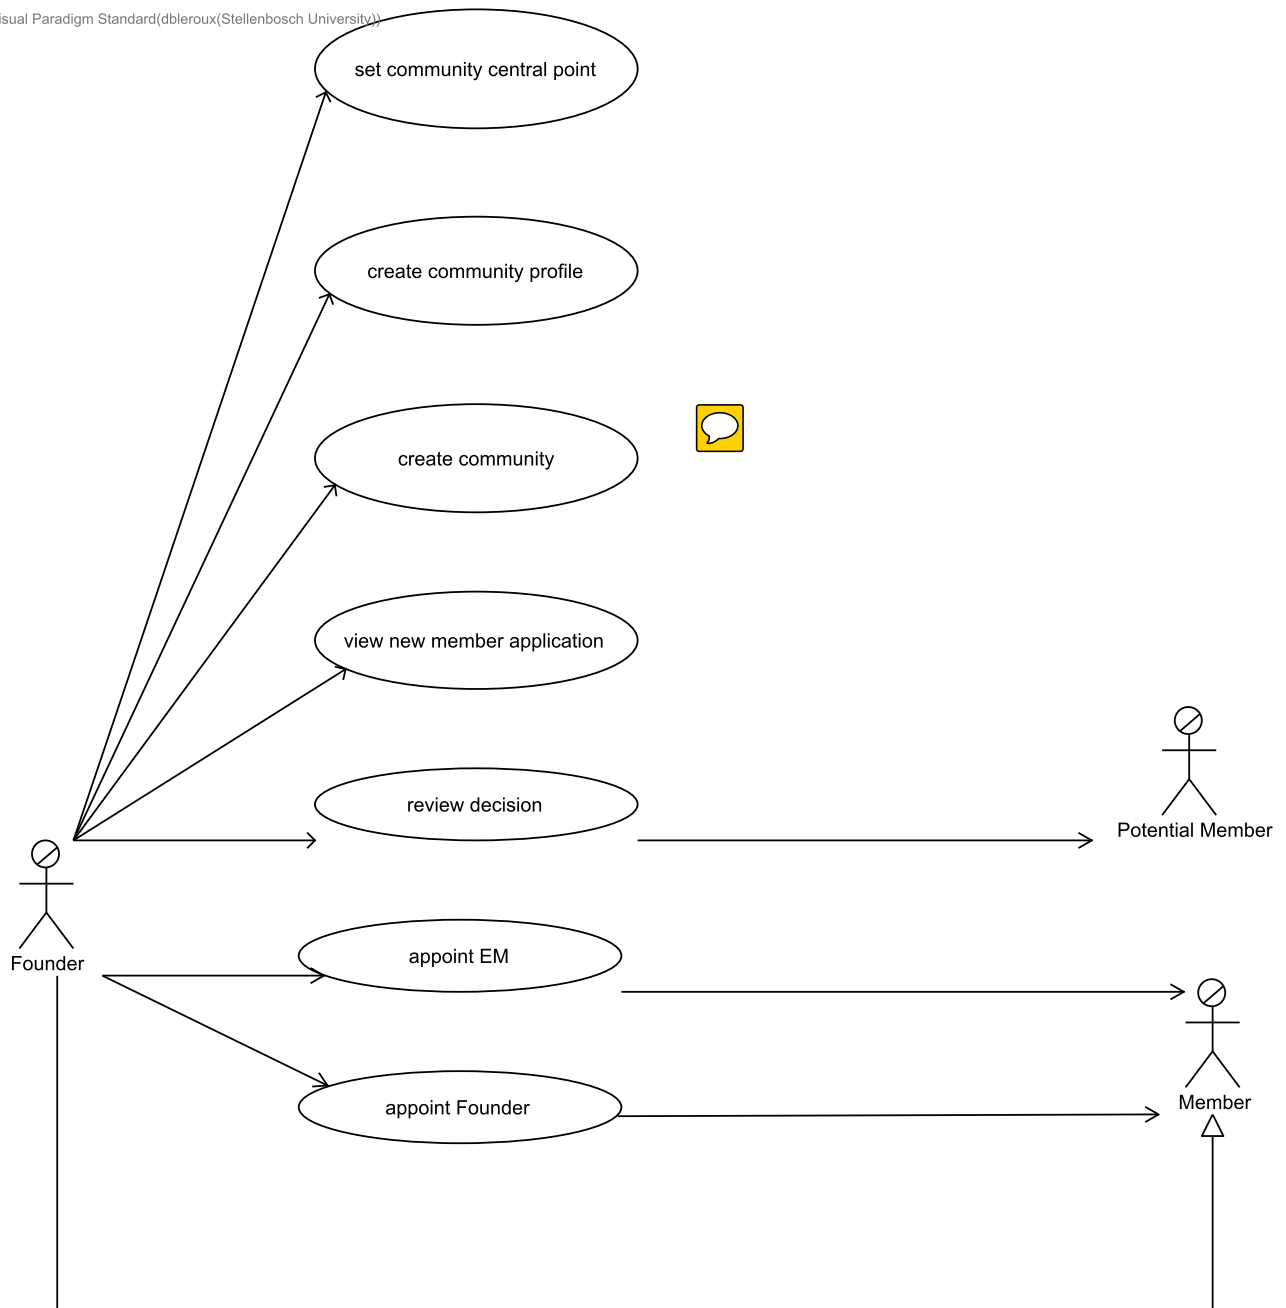 isual Paradigm Standard(dbleroux(Stellenbosch University))
set community central point
create community profile
create community
view new member application
review decision
Potential Member
Founder
appoint EM
appoint Founder
Member